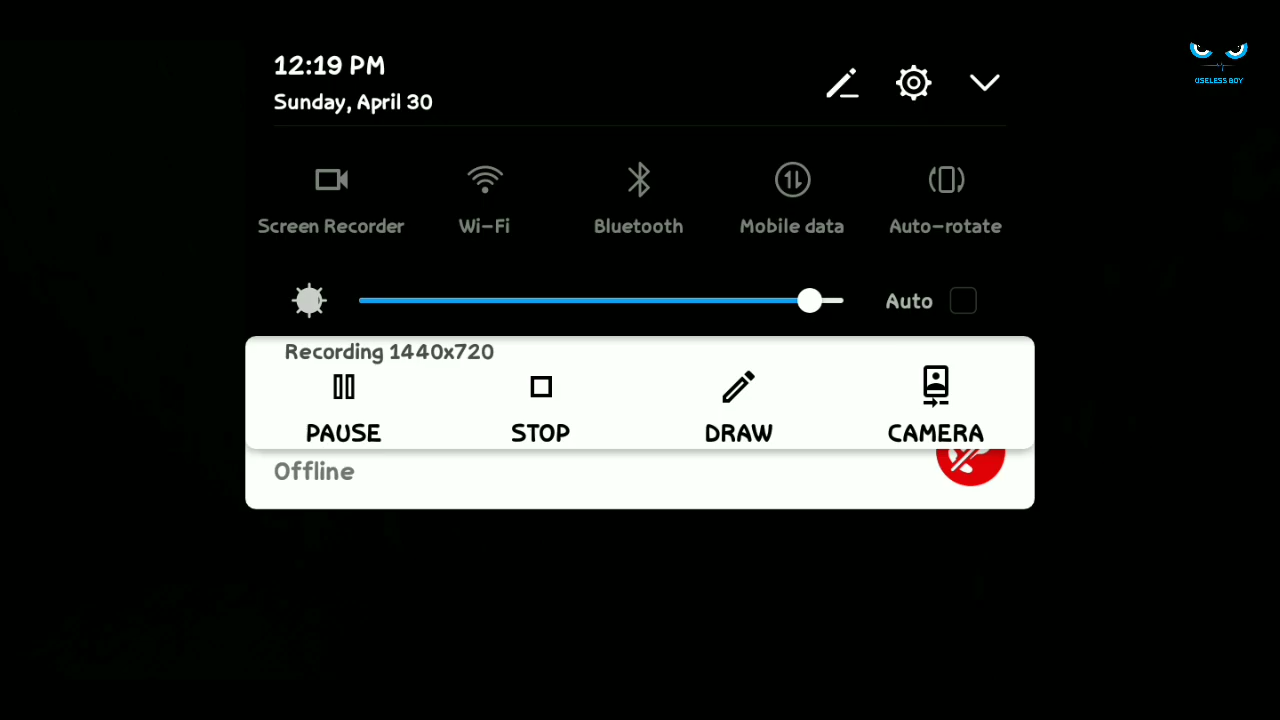 12:19 PM
Sunday, April 30
USELESS BOY
Screen Recorder
Wi-Fi
Bluetooth
Mobile data
Auto-rotate
Auto
Recording 1440x720
PAUSE
STOP
DRAW
CAMERA
Offline